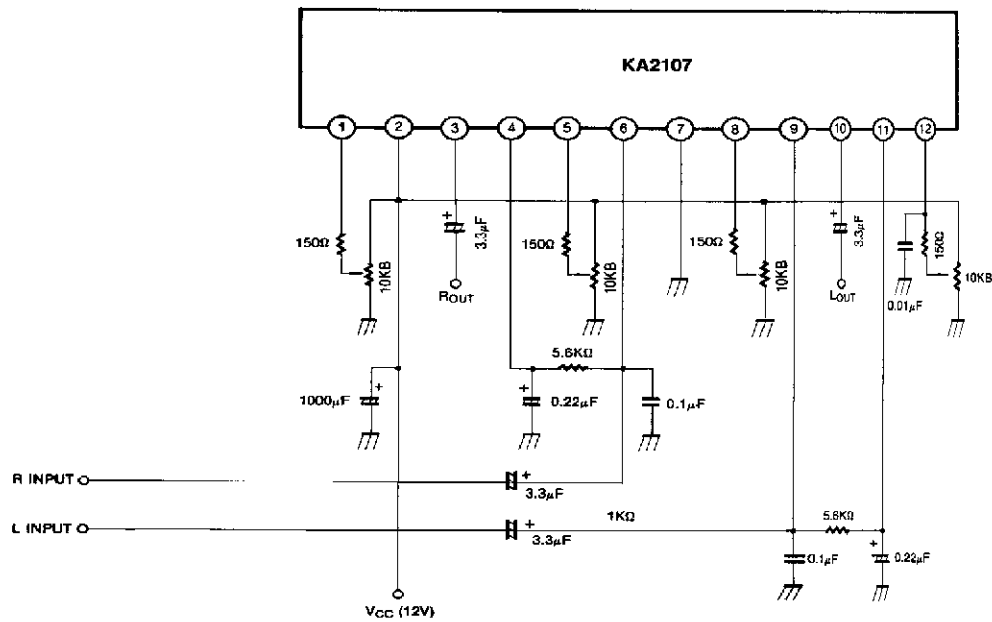 KA2107
1 2 3 4 5 6 7 8 9 10 11 12
150Ω
10KB
3.3μF
ROUT
150Ω
10KB
150Ω
10KB
3.3μF
LOUT
0.01μF
150Ω
10KB
5.6KΩ
1000μF
0.22μF
0.1μF
R INPUT
3.3μF
L INPUT
3.3μF
1KΩ
5.6KΩ
0.1μF
0.22μF
VCC (12V)